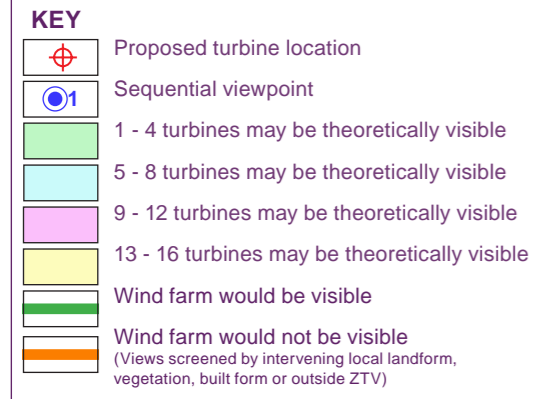 KEY
Proposed turbine location
1
Sequential viewpoint
1 - 4 turbines may be theoretically visible
5 - 8 turbines may be theoretically visible
9 - 12 turbines may be theoretically visible
13 - 16 turbines may be theoretically visible
Wind farm would be visible
Wind farm would not be visible
(Views screened by intervening local landform,
vegetation, built form or outside ZTV)